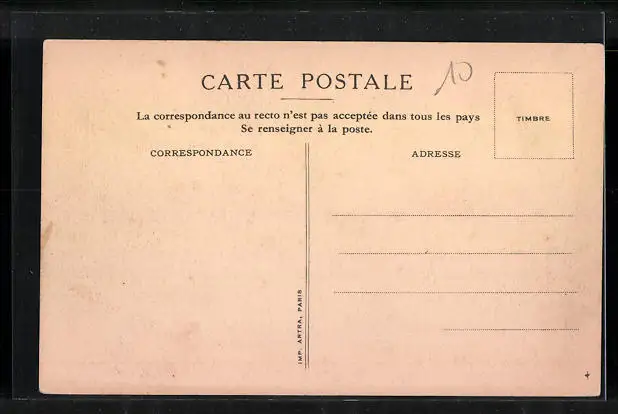 CARTE POSTALE
10
La correspondance au recto n'est pas acceptée dans tous les pays
Se renseigner à la poste.
TIMBRE
CORRESPONDANCE
ADRESSE
IMP. ARTRA, PARIS